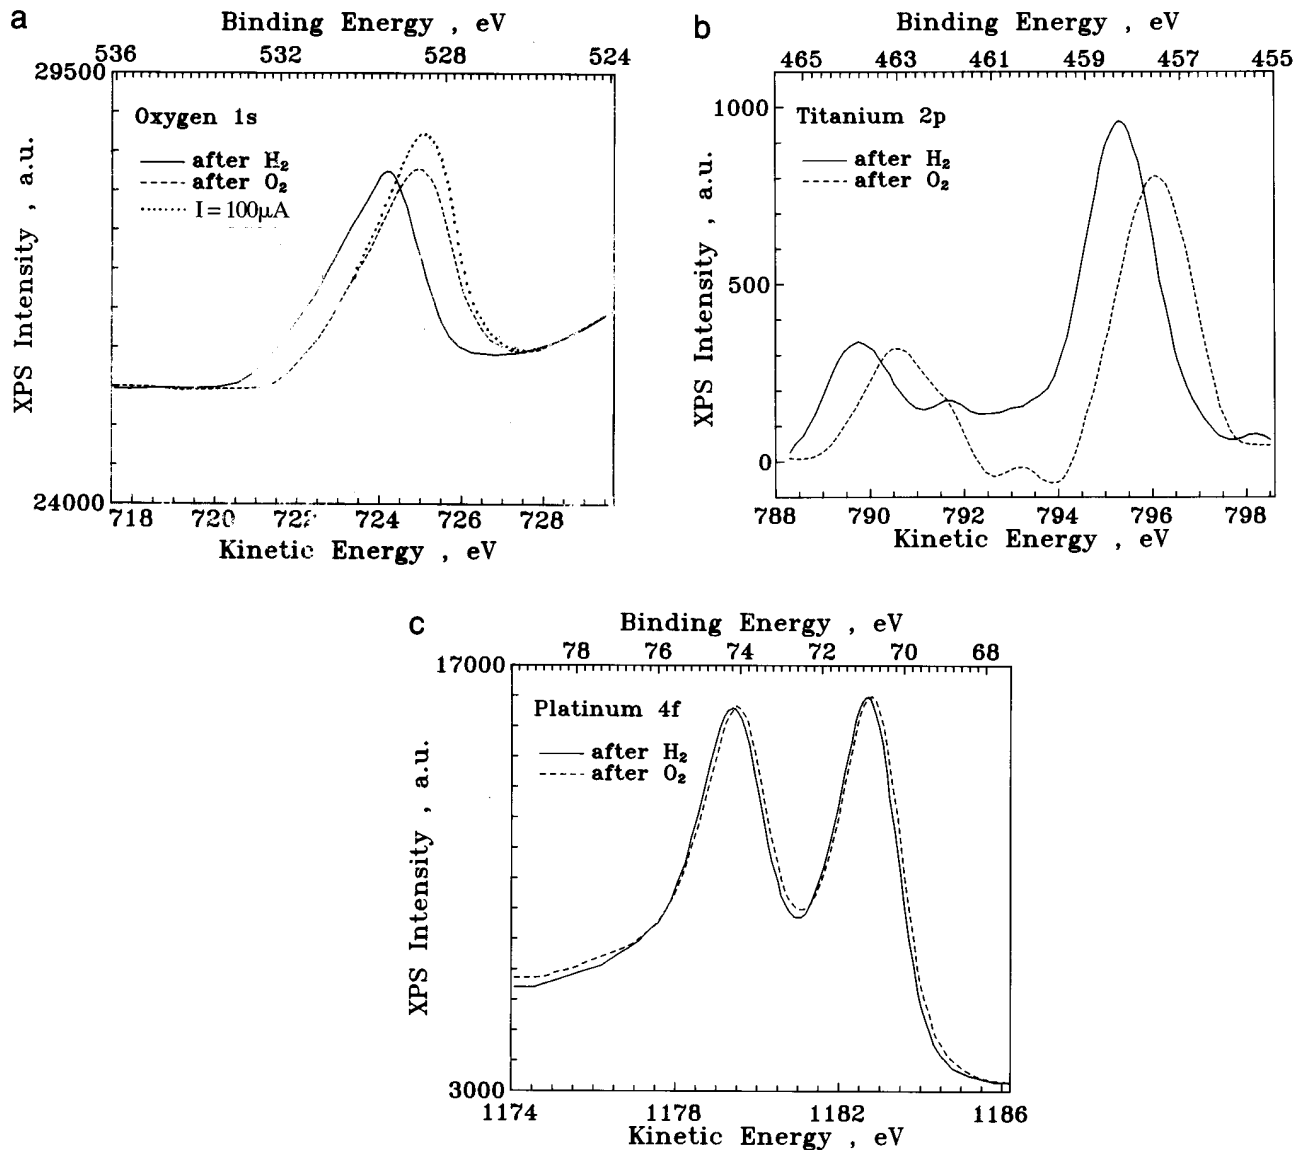 a
Binding Energy , eV
536 532 528 524
29500
Oxygen 1s
after H₂
after O₂
I = 100μA
XPS Intensity , a.u.
24000
718 720 722 724 726 728
Kinetic Energy , eV
b
Binding Energy , eV
465 463 461 459 457 455
1000
Titanium 2p
after H₂
after O₂
XPS Intensity , a.u.
500
0
788 790 792 794 796 798
Kinetic Energy , eV
c
Binding Energy , eV
78 76 74 72 70 68
17000
Platinum 4f
after H₂
after O₂
XPS Intensity , a.u.
3000
1174 1178 1182 1186
Kinetic Energy , eV